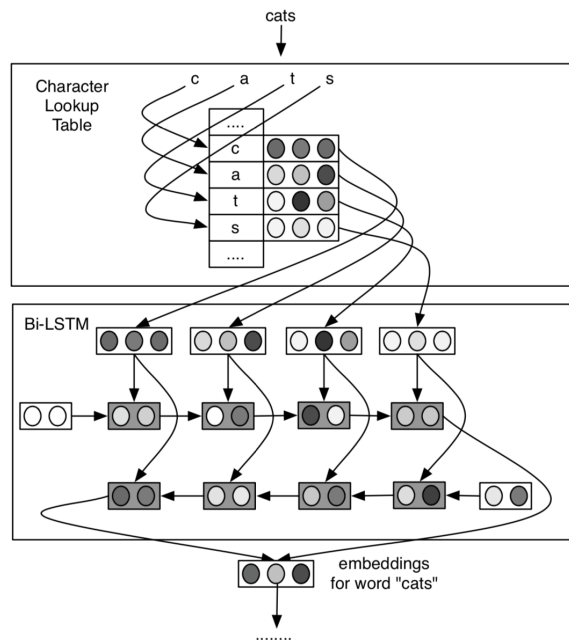 cats
Character
Lookup
Table
c a t s
....
c
a
t
s
....
Bi-LSTM
embeddings
for word "cats"
........